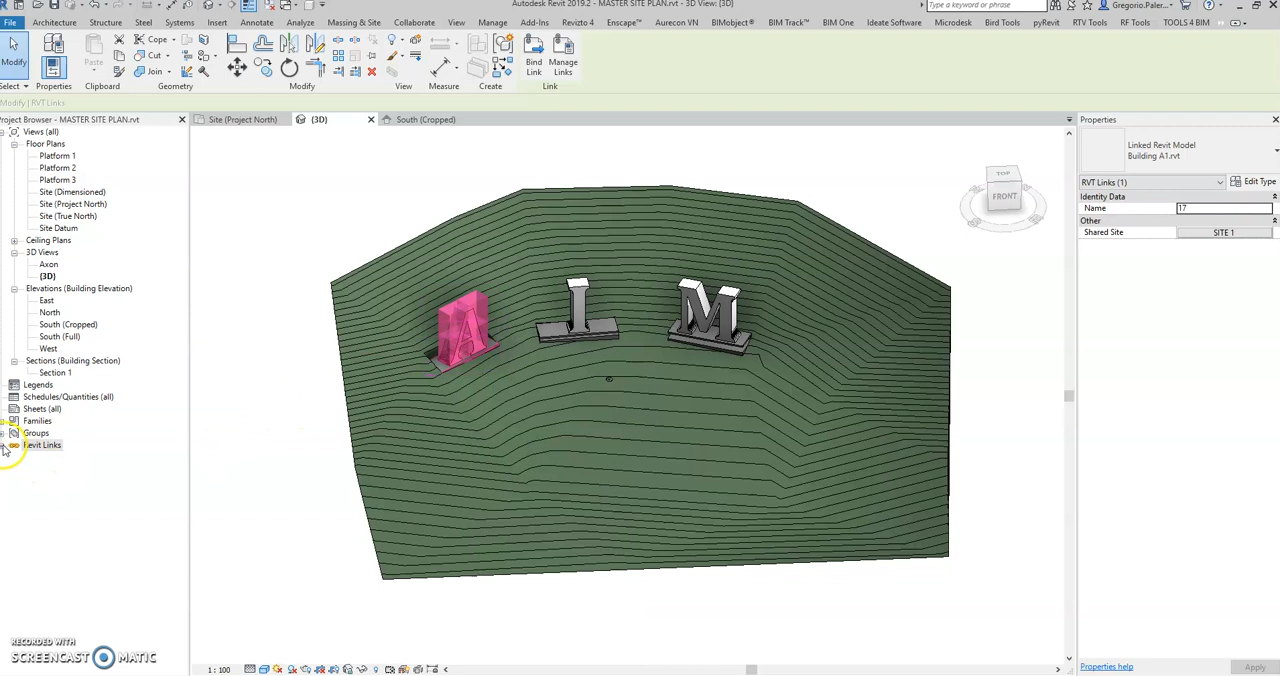 Autodesk Revit 2019.2 - MASTER SITE PLAN.rvt - 3D View: {3D}
Type a keyword or phrase
Gregorio.Paler...
File Architecture Structure Steel Systems Insert Annotate Analyze Massing & Site Collaborate View Manage Add-Ins Revizto 4 Enscape™ Aurecon VN BIMobject® BIM Track™ BIM One Ideate Software Microdesk Bird Tools pyRevit RTV Tools RF Tools TOOLS 4 BIM
Modify
Paste
Cope
Cut
Join
Bind Link
Manage Links
Select Properties Clipboard Geometry Modify View Measure Create Link
Modify | RVT Links
Project Browser - MASTER SITE PLAN.rvt
Views (all)
Floor Plans
Platform 1
Platform 2
Platform 3
Site (Dimensioned)
Site (Project North)
Site (True North)
Site Datum
Ceiling Plans
3D Views
Axon
{3D}
Elevations (Building Elevation)
East
North
South (Cropped)
South (Full)
West
Sections (Building Section)
Section 1
Legends
Schedules/Quantities (all)
Sheets (all)
Families
Groups
Revit Links
RECORDED WITH
SCREENCAST MATIC
Site (Project North)
{3D}
South (Cropped)
A I M
TOP
FRONT
1 : 100
Properties
Linked Revit Model
Building A1.rvt
RVT Links (1)
Edit Type
Identity Data
Name 17
Other
Shared Site SITE 1
Properties help
Apply